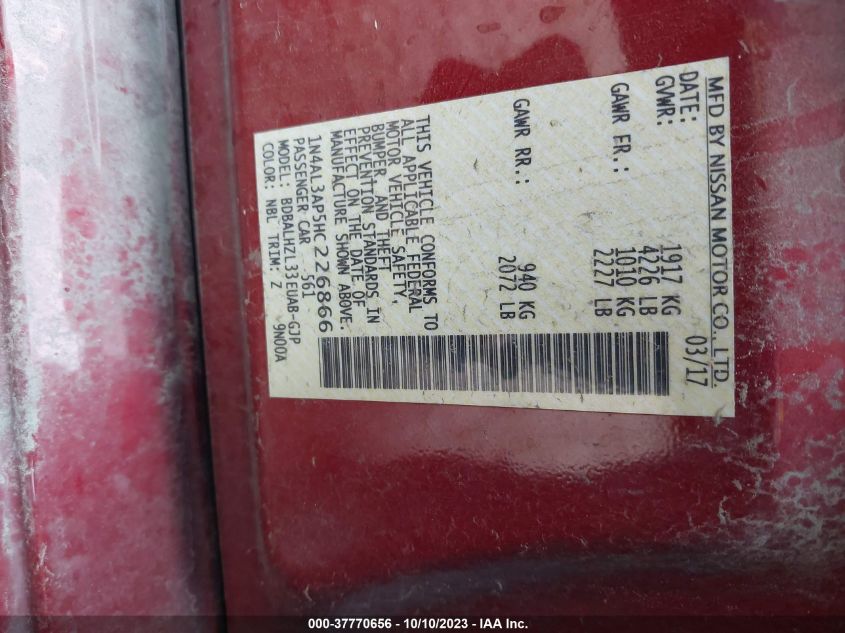 MFD BY NISSAN MOTOR CO., LTD.
DATE: 03/17
GVWR: 1917 KG
4226 LB
GAWR FR.: 1010 KG
2227 LB
GAWR RR.: 940 KG
2072 LB
THIS VEHICLE CONFORMS TO
ALL APPLICABLE FEDERAL
MOTOR VEHICLE SAFETY,
BUMPER, AND THEFT
PREVENTION STANDARDS IN
EFFECT ON THE DATE OF
MANUFACTURE SHOWN ABOVE.
1N4AL3AP5HC226866
PASSENGER CAR 361
MODEL: BDBALHZL33EUAB-GJP
COLOR: NBL TRIM: Z 9N00A
000-37770656 - 10/10/2023 - IAA Inc.